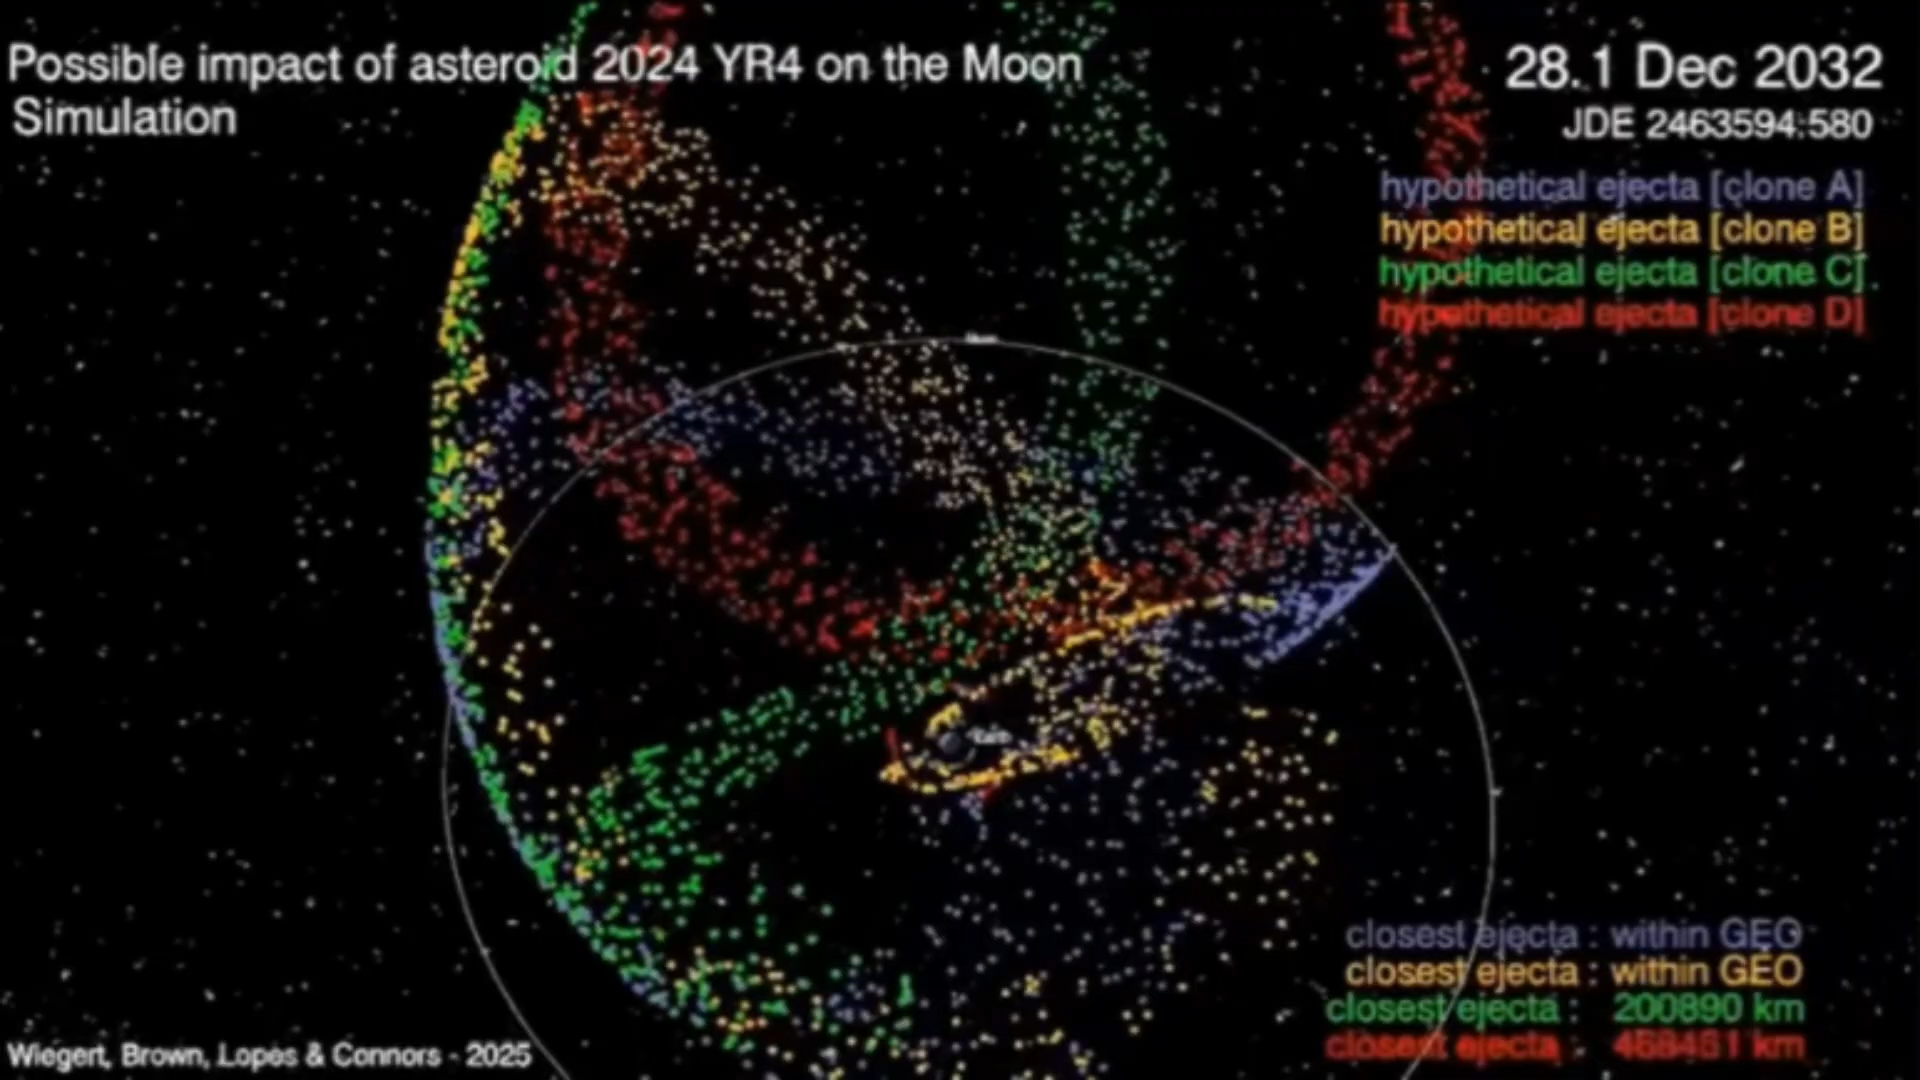 Possible impact of asteroid 2024 YR4 on the Moon
Simulation
28.1 Dec 2032
JDE 2463594.580
hypothetical ejecta [clone A]
hypothetical ejecta [clone B]
hypothetical ejecta [clone C]
hypothetical ejecta [clone D]
closest ejecta : within GEO
closest ejecta : within GEO
closest ejecta : 200890 km
closest ejecta : km
Wiegert, Brown, Lopes & Connors - 2025